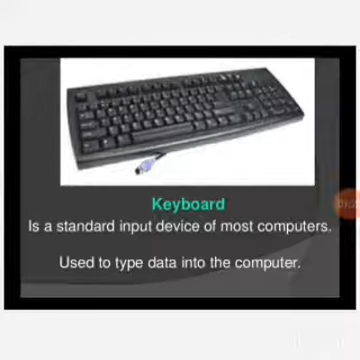 Keyboard
Is a standard input device of most computers.
Used to type data into the computer.